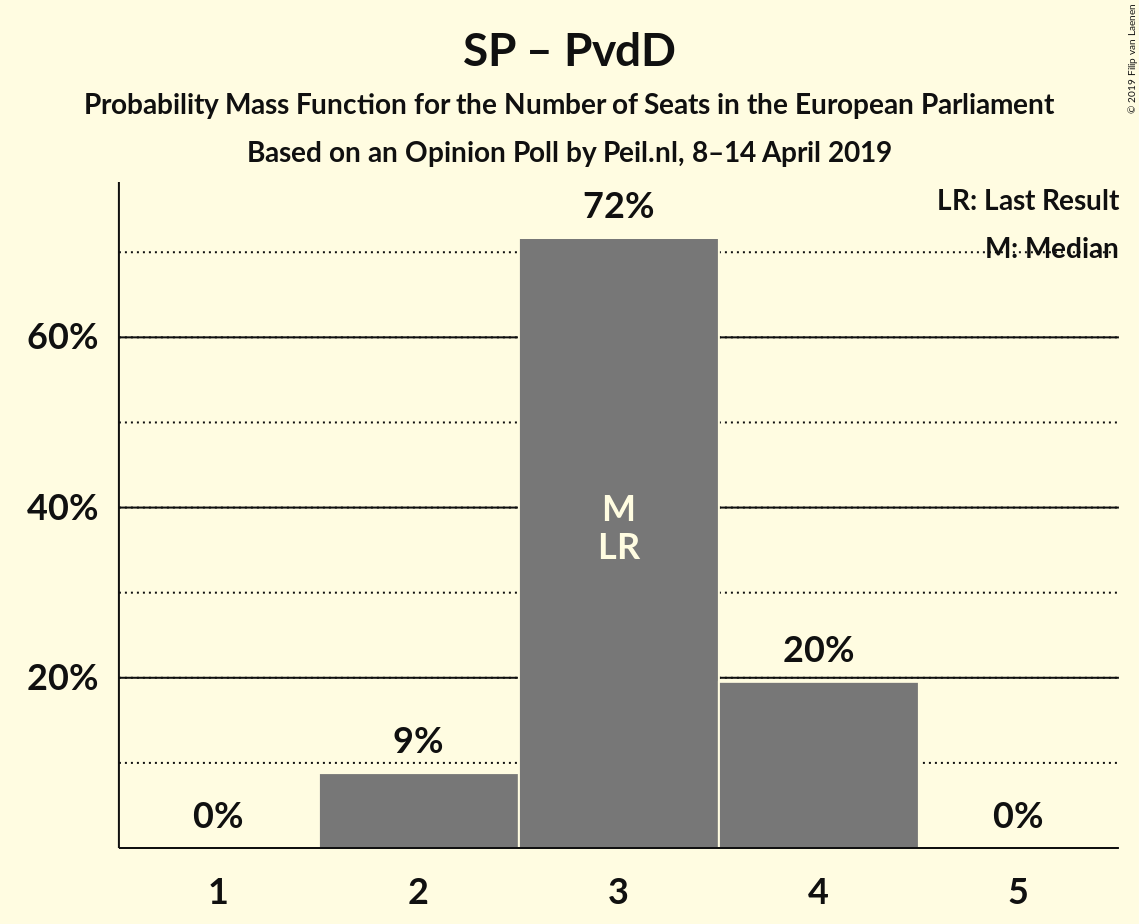 SP – PvdD
Probability Mass Function for the Number of Seats in the European Parliament
Based on an Opinion Poll by Peil.nl, 8–14 April 2019
© 2019 Filip van Laenen
LR: Last Result
M: Median
72%
60%
40%
20%
M
LR
20%
9%
0%
0%
1
2
3
4
5